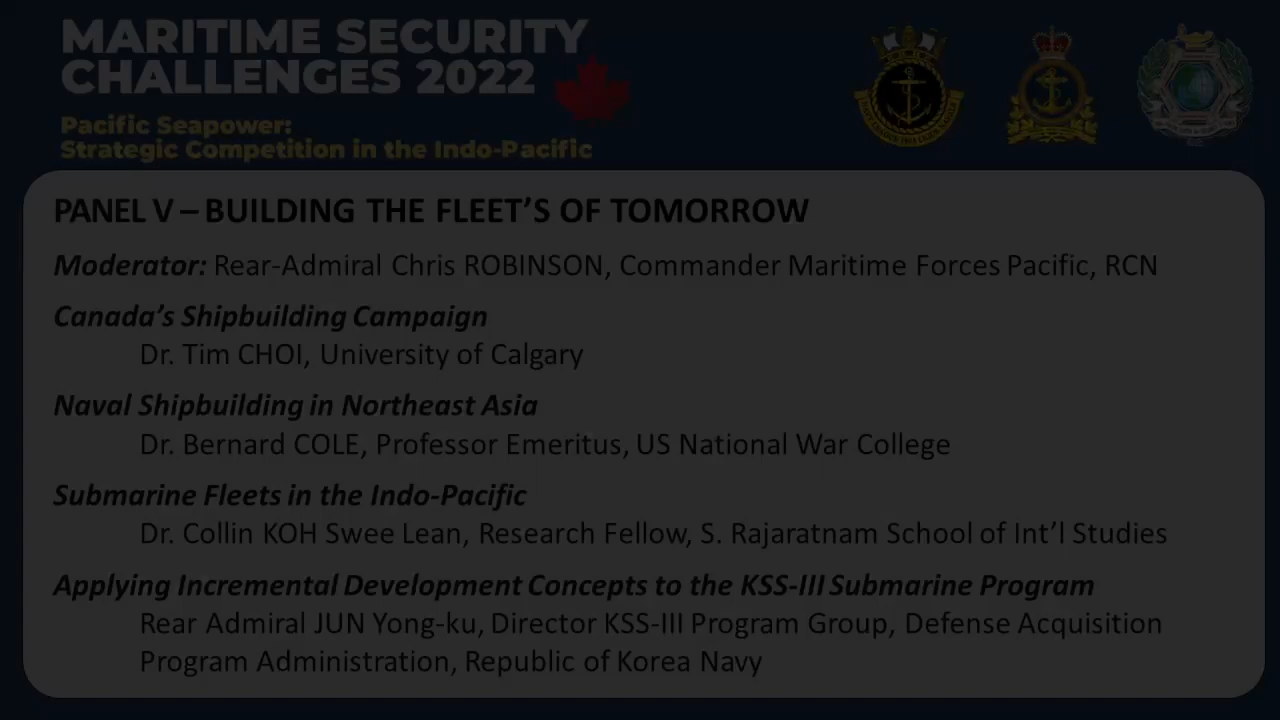 MARITIME SECURITY
CHALLENGES 2022
Pacific Seapower:
Strategic Competition in the Indo-Pacific
PANEL V – BUILDING THE FLEET'S OF TOMORROW
Moderator: Rear-Admiral Chris ROBINSON, Commander Maritime Forces Pacific, RCN
Canada's Shipbuilding Campaign
Dr. Tim CHOI, University of Calgary
Naval Shipbuilding in Northeast Asia
Dr. Bernard COLE, Professor Emeritus, US National War College
Submarine Fleets in the Indo-Pacific
Dr. Collin KOH Swee Lean, Research Fellow, S. Rajaratnam School of Int'l Studies
Applying Incremental Development Concepts to the KSS-III Submarine Program
Rear Admiral JUN Yong-ku, Director KSS-III Program Group, Defense Acquisition
Program Administration, Republic of Korea Navy